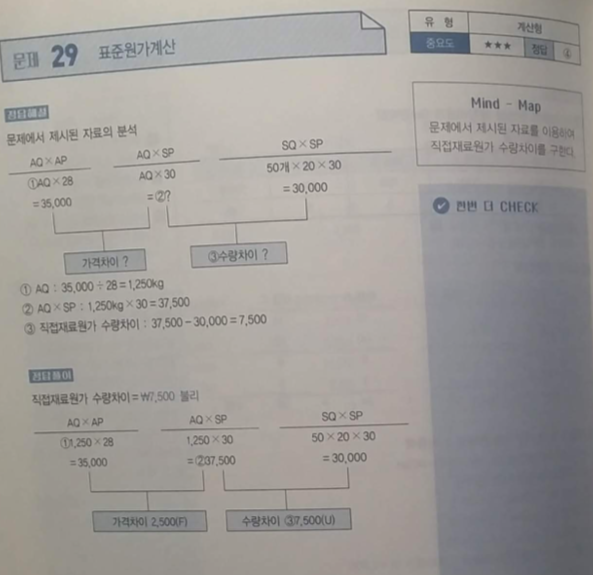 문제 29 표준원가계산
유 형 계산형
중요도 ★★★ 정답 ④
정답해설
문제에서 제시된 자료의 분석
AQ×AP AQ×SP SQ×SP
①AQ×28 AQ×30 50개×20×30
=35,000 =②? =30,000
가격차이 ? ③수량차이 ?
① AQ : 35,000÷28=1,250kg
② AQ×SP : 1,250kg×30=37,500
③ 직접재료원가 수량차이 : 37,500-30,000=7,500
Mind - Map
문제에서 제시된 자료를 이용하여
직접재료원가 수량차이를 구한다.
한번 더 CHECK
정답풀이
직접재료원가 수량차이=₩7,500 불리
AQ×AP AQ×SP SQ×SP
①1,250×28 1,250×30 50×20×30
=35,000 =②37,500 =30,000
가격차이 2,500(F) 수량차이 ③7,500(U)